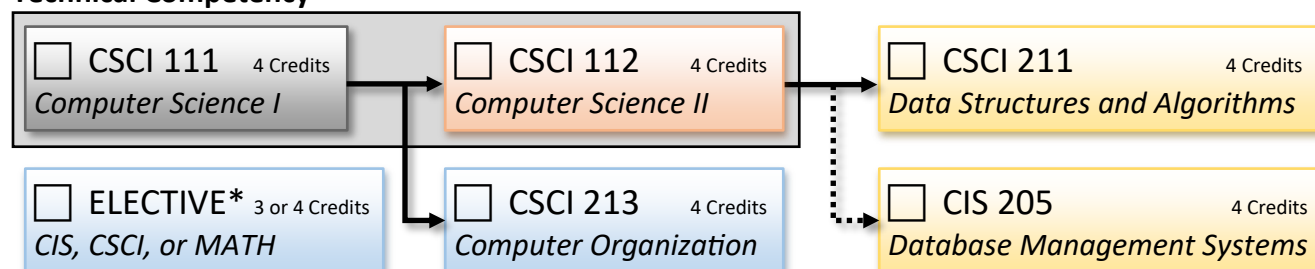 Technical Competency
CSCI 111 4 Credits
Computer Science I
CSCI 112 4 Credits
Computer Science II
CSCI 211 4 Credits
Data Structures and Algorithms
ELECTIVE* 3 or 4 Credits
CIS, CSCI, or MATH
CSCI 213 4 Credits
Computer Organization
CIS 205 4 Credits
Database Management Systems